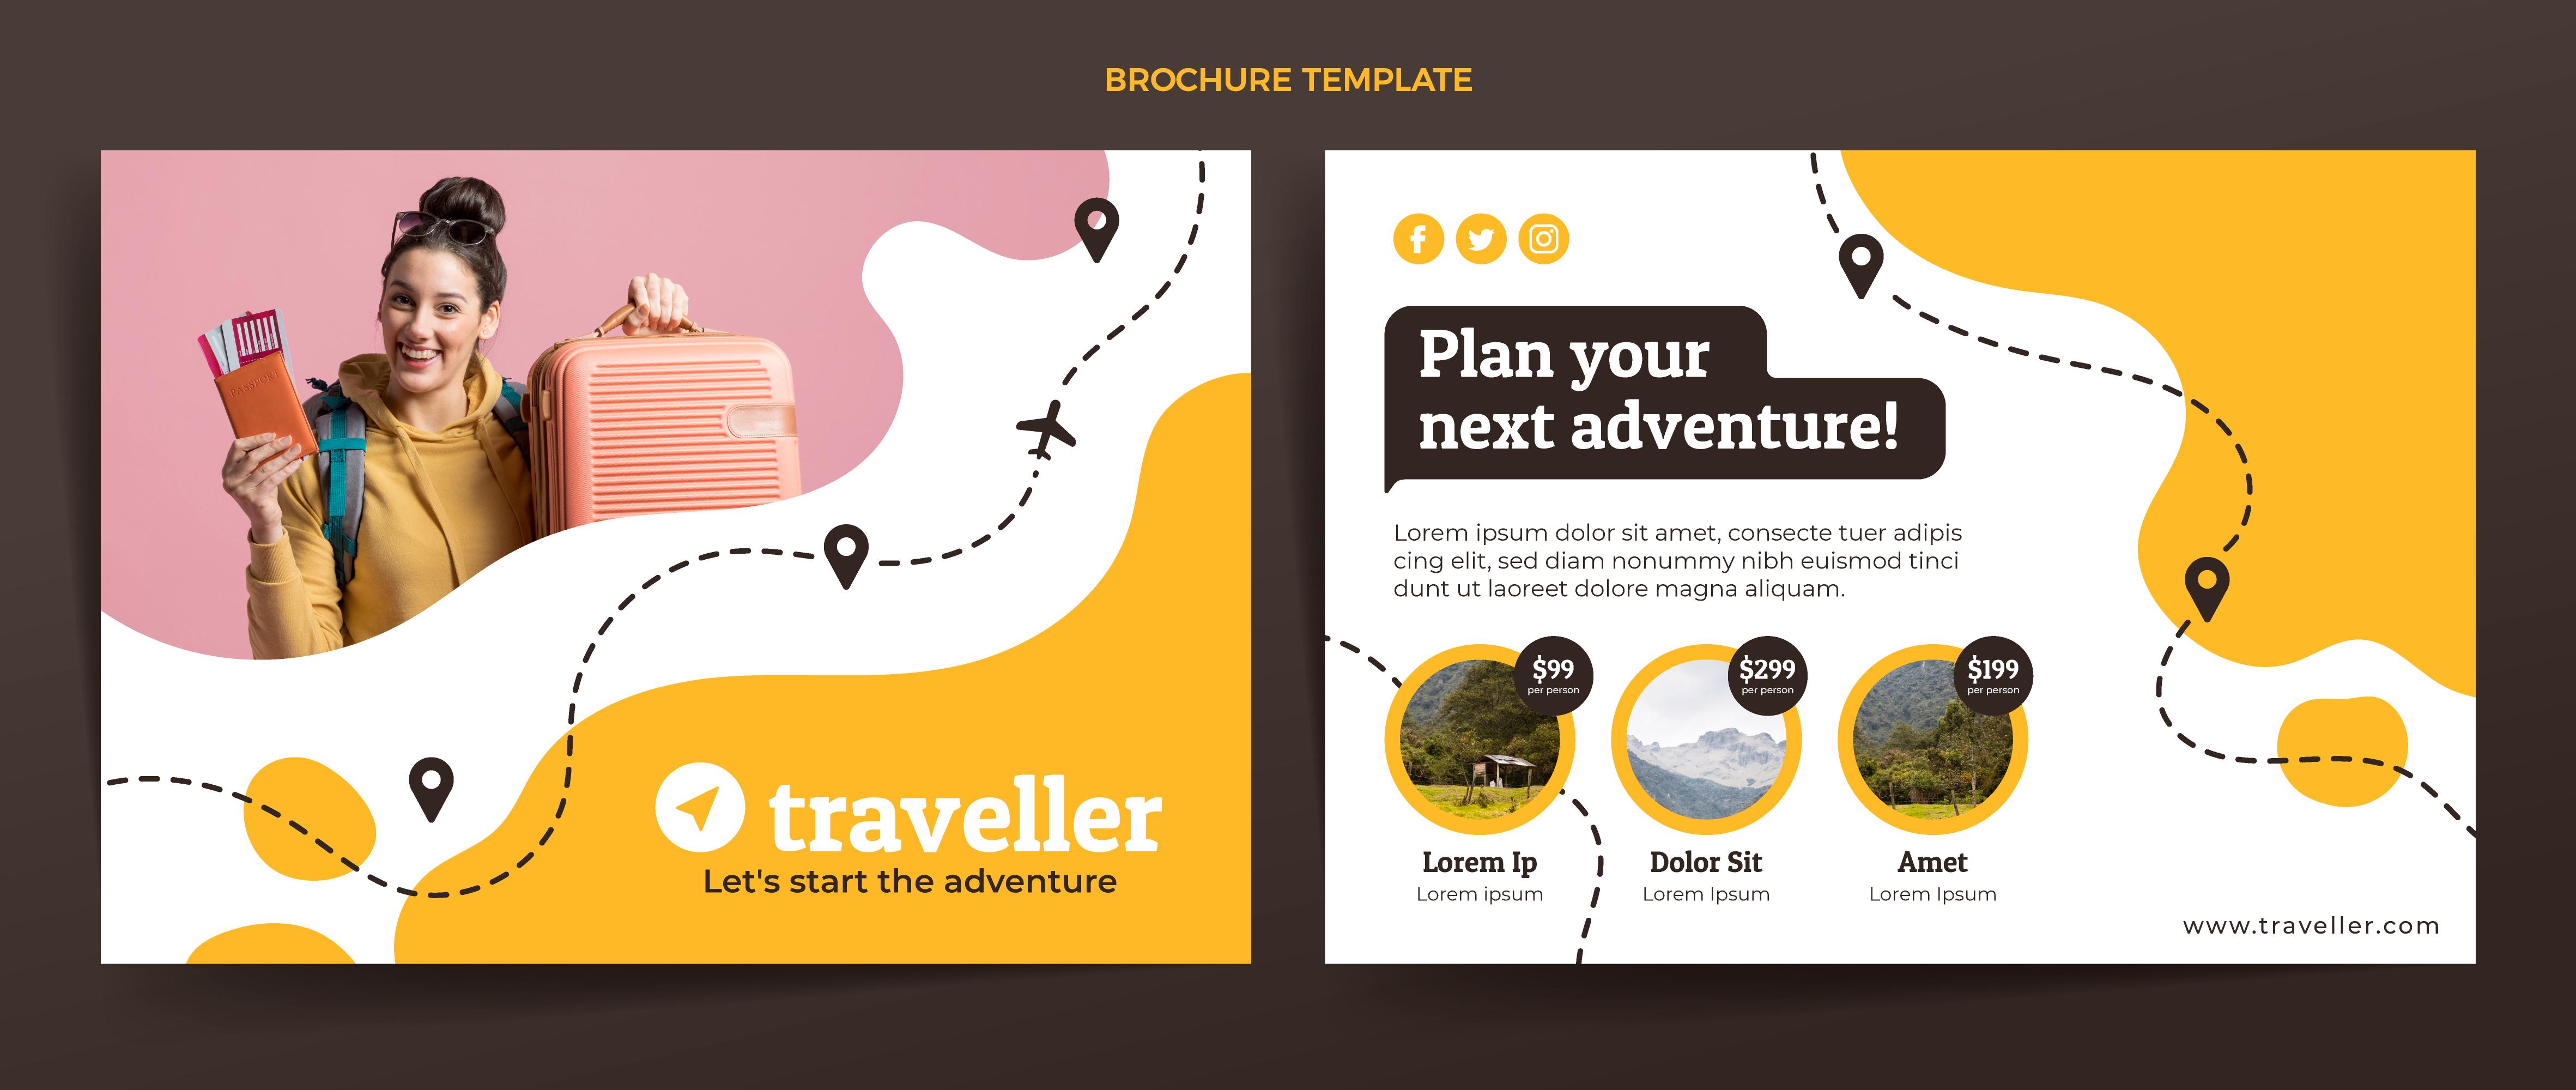 BROCHURE TEMPLATE
PASSPORT
traveller
Let's start the adventure
Plan your
next adventure!
Lorem ipsum dolor sit amet, consecte tuer adipis
cing elit, sed diam nonummy nibh euismod tinci
dunt ut laoreet dolore magna aliquam.
$99
per person
$299
per person
$199
per person
Lorem Ip
Lorem ipsum
Dolor Sit
Lorem Ipsum
Amet
Lorem Ipsum
www.traveller.com